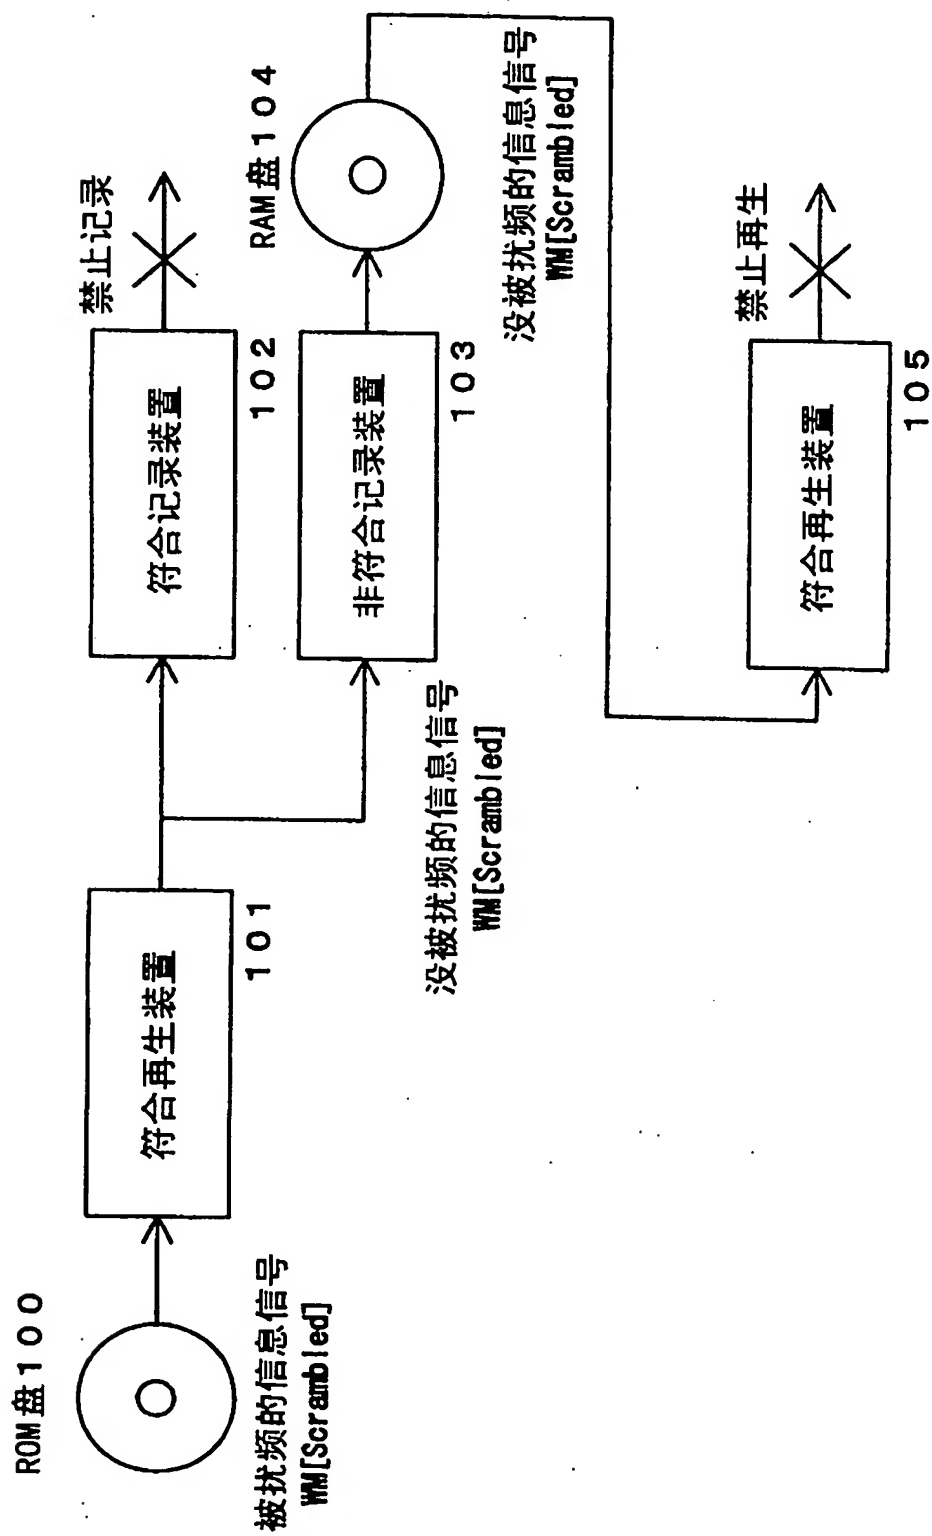 ROM盘100
被扰频的信息信号
WM[Scrambled]
符合再生装置
101
没被扰频的信息信号
WM[Scrambled]
符合记录装置
102
禁止记录
非符合记录装置
103
RAM盘104
没被扰频的信息信号
WM[Scrambled]
符合再生装置
105
禁止再生